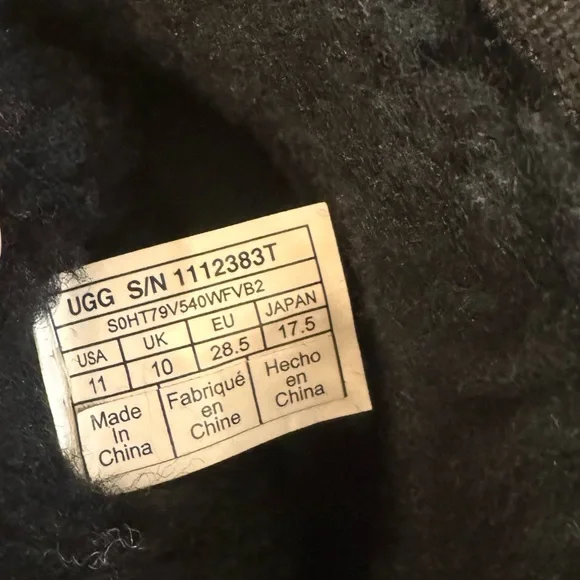 UGG S/N 1112383T
S0HT79V540WFVB2
USA UK EU JAPAN
11 10 28.5 17.5
Made In China
Fabriqué en Chine
Hecho en China